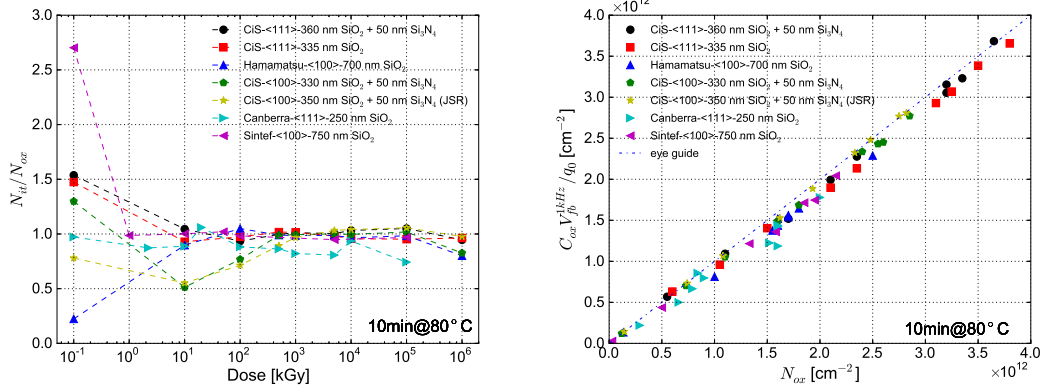 3.0
2.5
2.0
1.5
1.0
0.5
0.0
N_it/N_ox
10^-1 10^0 10^1 10^2 10^3 10^4 10^5 10^6
Dose [kGy]
CiS-<111>-360 nm SiO₂ + 50 nm Si₃N₄
CiS-<111>-335 nm SiO₂
Hamamatsu-<100>-700 nm SiO₂
CiS-<100>-330 nm SiO₂ + 50 nm Si₃N₄
CiS-<100>-350 nm SiO₂ + 50 nm Si₃N₄ (JSR)
Canberra-<111>-250 nm SiO₂
Sintef-<100>-750 nm SiO₂
10min@80°C
×10^12
4.0
3.5
3.0
2.5
2.0
1.5
1.0
0.5
0.0
C_ox V_fb^1kHz/q_0 [cm^-2]
0.0 0.5 1.0 1.5 2.0 2.5 3.0 3.5 4.0
×10^12
N_ox [cm^-2]
CiS-<111>-360 nm SiO₂ + 50 nm Si₃N₄
CiS-<111>-335 nm SiO₂
Hamamatsu-<100>-700 nm SiO₂
CiS-<100>-330 nm SiO₂ + 50 nm Si₃N₄
CiS-<100>-350 nm SiO₂ + 50 nm Si₃N₄ (JSR)
Canberra-<111>-250 nm SiO₂
Sintef-<100>-750 nm SiO₂
eye guide
10min@80°C